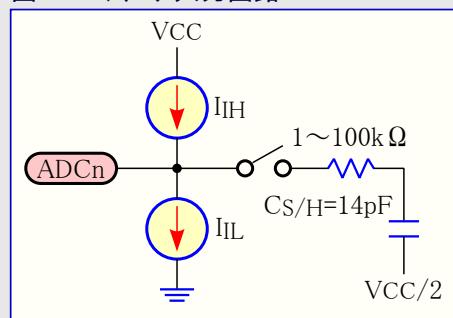 VCC
IIH
1～100kΩ
ADCn
CS/H=14pF
IIL
VCC/2